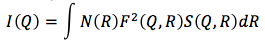 I(Q) = ∫ N(R)F²(Q,R)S(Q,R)dR